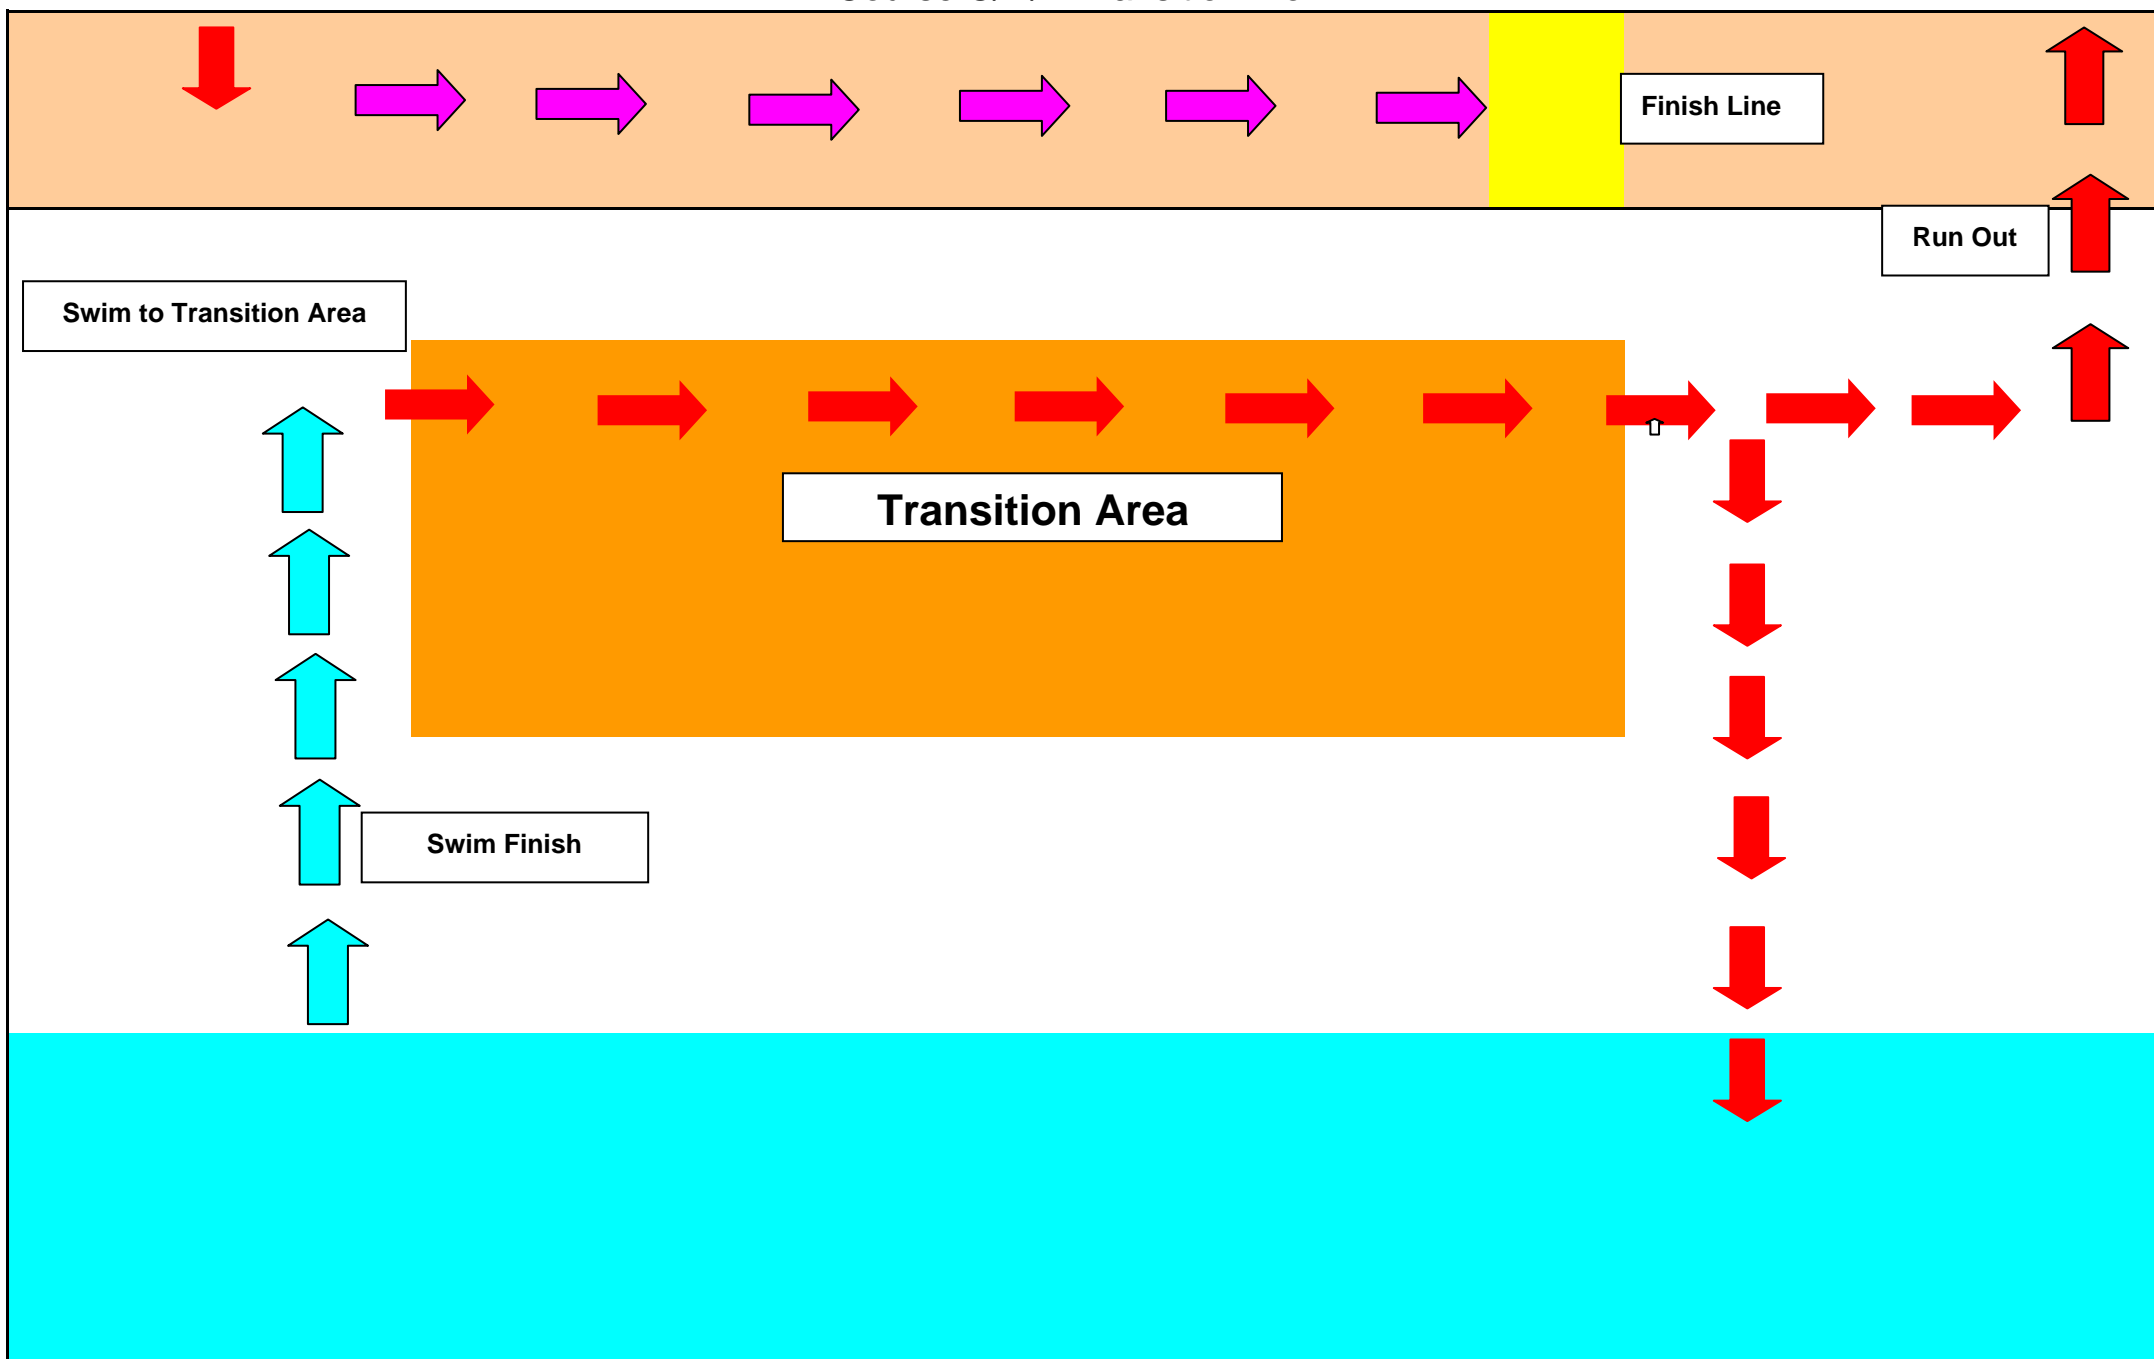 Finish Line
Run Out
Swim to Transition Area
Transition Area
Swim Finish